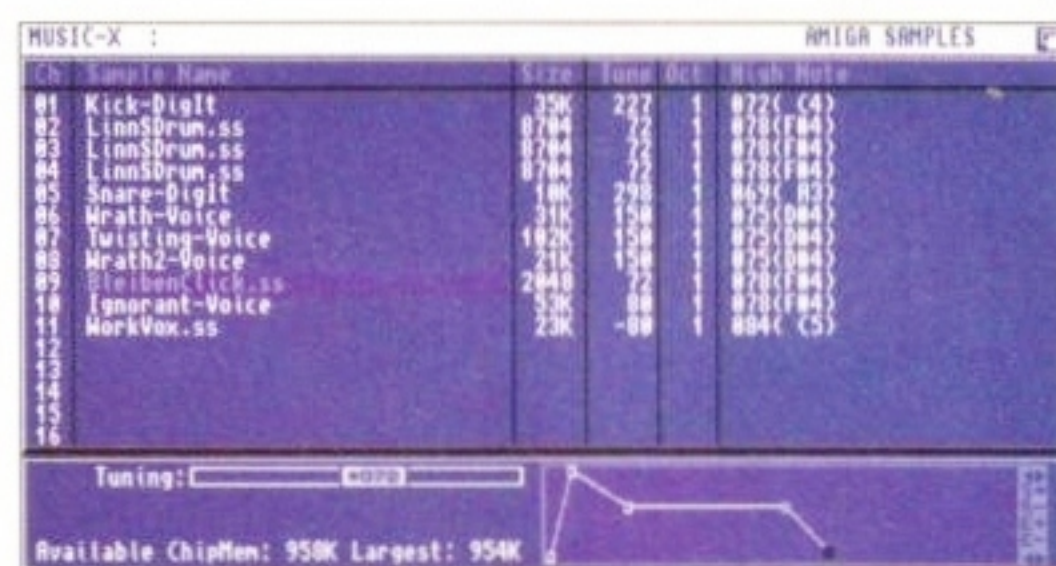 MUSIC-X : AMIGA SAMPLES
Ch Sample Name Size Tune Oct High Note
01 Kick-DigIt 35K 227 1 072( C4)
02 LinnSDrum.ss 8704 72 1 078(F#4)
03 LinnSDrum.ss 8704 72 1 078(F#4)
04 LinnSDrum.ss 8704 72 1 078(F#4)
05 Snare-DigIt 10K 298 1 069( A3)
06 Wrath-Voice 31K 150 1 075(D#4)
07 Twisting-Voice 102K 150 1 075(D#4)
08 Wrath2-Voice 21K 150 1 075(D#4)
09 BleibenClick.ss 2048 72 1 078(F#4)
10 Ignorant-Voice 53K 80 1 078(F#4)
11 WorkVox.ss 23K -80 1 084( C5)
12
13
14
15
16
Tuning:
Available ChipMem: 958K Largest: 954K